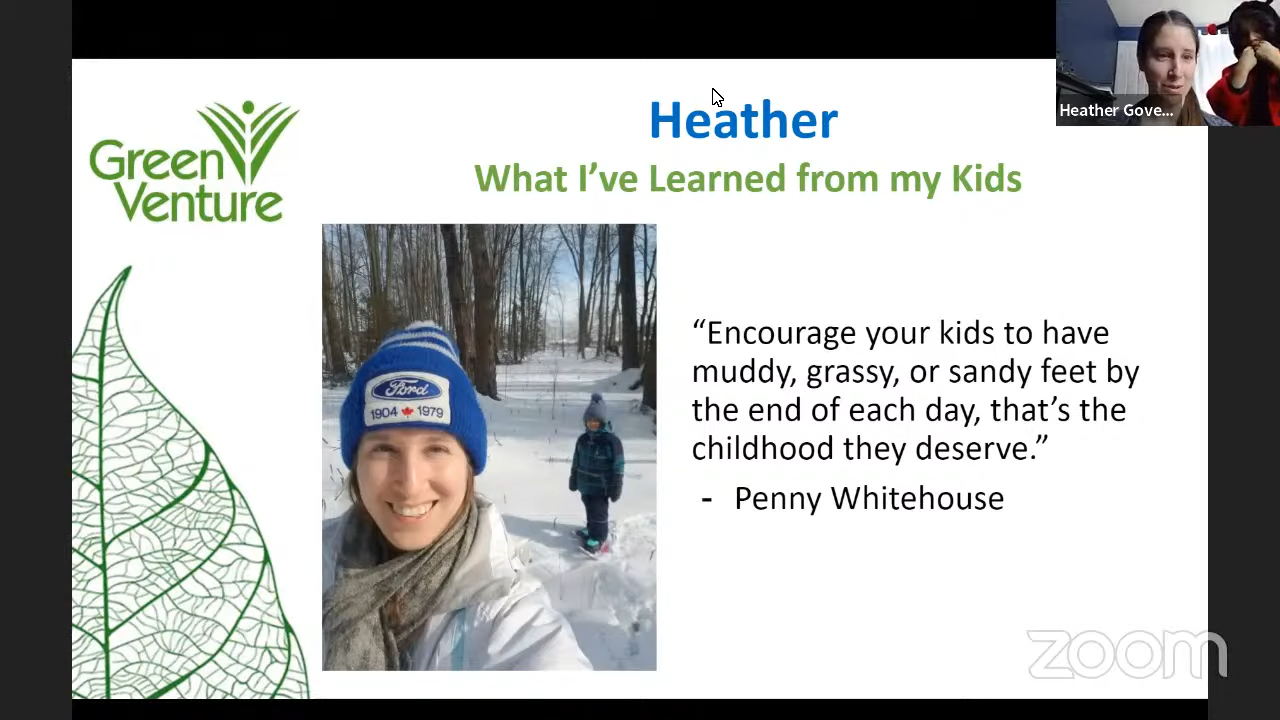 Heather Gove...
Green
Venture
Heather
What I’ve Learned from my Kids
Ford
1904 1979
“Encourage your kids to have
muddy, grassy, or sandy feet by
the end of each day, that’s the
childhood they deserve.”
- Penny Whitehouse
zoom